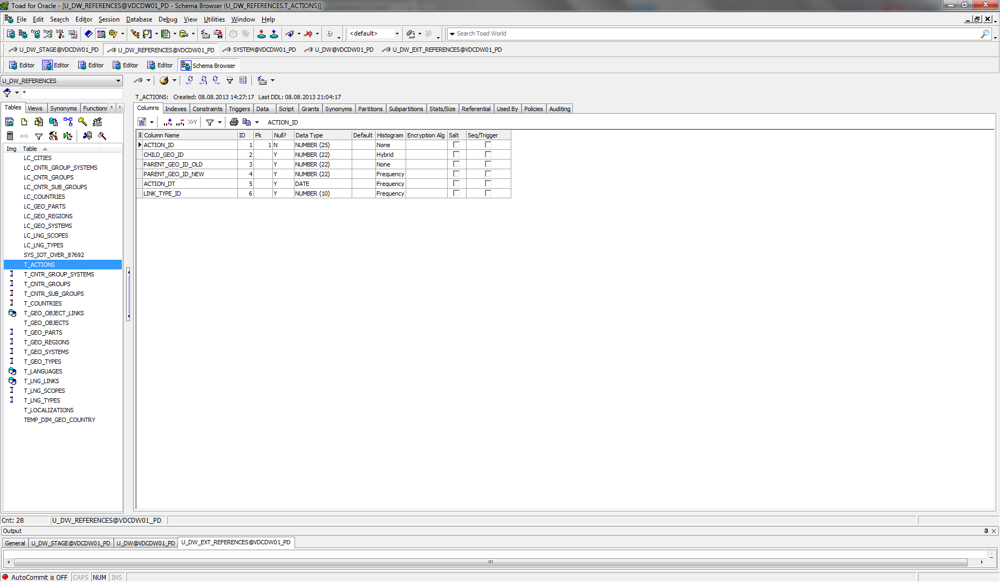 Toad for Oracle - [U_DW_REFERENCES@VDCDW01_PD - Schema Browser (U_DW_REFERENCES.T_ACTIONS)]
File Edit Search Editor Session Database Debug View Utilities Window Help
<default> Search Toad World
U_DW_STAGE@VDCDW01_PD U_DW_REFERENCES@VDCDW01_PD SYSTEM@VDCDW01_PD U_DW@VDCDW01_PD U_DW_EXT_REFERENCES@VDCDW01_PD
Editor Editor Editor Editor Editor Schema Browser
U_DW_REFERENCES
*
Tables Views Synonyms Functions
Img Table
LC_CITIES
LC_CNTR_GROUP_SYSTEMS
LC_CNTR_GROUPS
LC_CNTR_SUB_GROUPS
LC_COUNTRIES
LC_GEO_PARTS
LC_GEO_REGIONS
LC_GEO_SYSTEMS
LC_LNG_SCOPES
LC_LNG_TYPES
SYS_IOT_OVER_87692
T_ACTIONS
T_CNTR_GROUP_SYSTEMS
T_CNTR_GROUPS
T_CNTR_SUB_GROUPS
T_COUNTRIES
T_GEO_OBJECT_LINKS
T_GEO_OBJECTS
T_GEO_PARTS
T_GEO_REGIONS
T_GEO_SYSTEMS
T_GEO_TYPES
T_LANGUAGES
T_LNG_LINKS
T_LNG_SCOPES
T_LNG_TYPES
T_LOCALIZATIONS
TEMP_DIM_GEO_COUNTRY
T_ACTIONS: Created: 08.08.2013 14:27:17 Last DDL: 08.08.2013 21:04:17
Columns Indexes Constraints Triggers Data Script Grants Synonyms Partitions Subpartitions Stats/Size Referential Used By Policies Auditing
ACTION_ID
Column Name ID Pk Null? Data Type Default Histogram Encryption Alg Salt Seq/Trigger
ACTION_ID 1 1 N NUMBER (25) None
CHILD_GEO_ID 2 Y NUMBER (22) Hybrid
PARENT_GEO_ID_OLD 3 Y NUMBER (22) None
PARENT_GEO_ID_NEW 4 Y NUMBER (22) Frequency
ACTION_DT 5 Y DATE Frequency
LINK_TYPE_ID 6 Y NUMBER (10) Frequency
Cnt: 28 U_DW_REFERENCES@VDCDW01_PD
Output
General U_DW_STAGE@VDCDW01_PD U_DW@VDCDW01_PD U_DW_EXT_REFERENCES@VDCDW01_PD
AutoCommit is OFF CAPS NUM INS